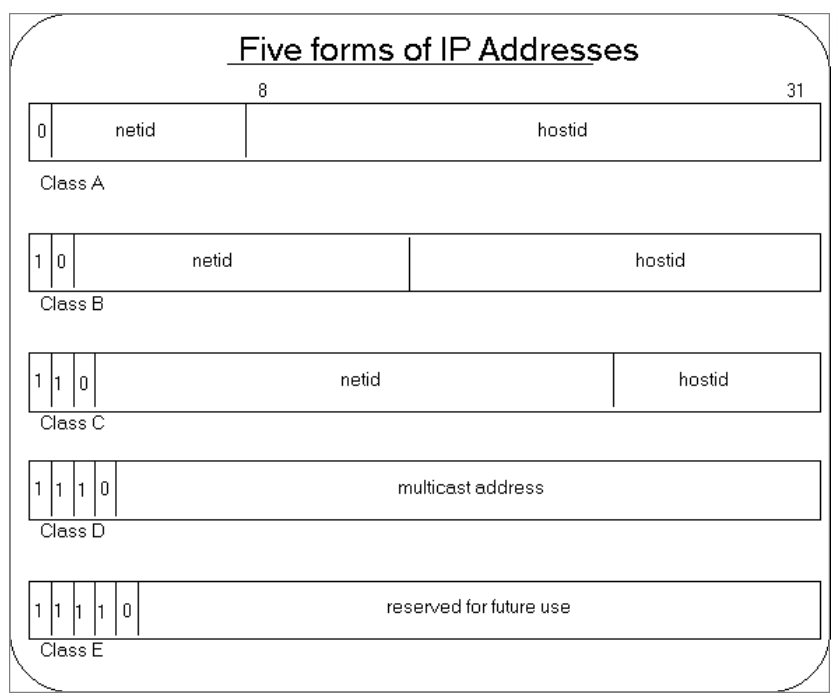 Five forms of IP Addresses
8 31
0 netid hostid
Class A
1 0 netid hostid
Class B
1 1 0 netid hostid
Class C
1 1 1 0 multicast address
Class D
1 1 1 1 0 reserved for future use
Class E